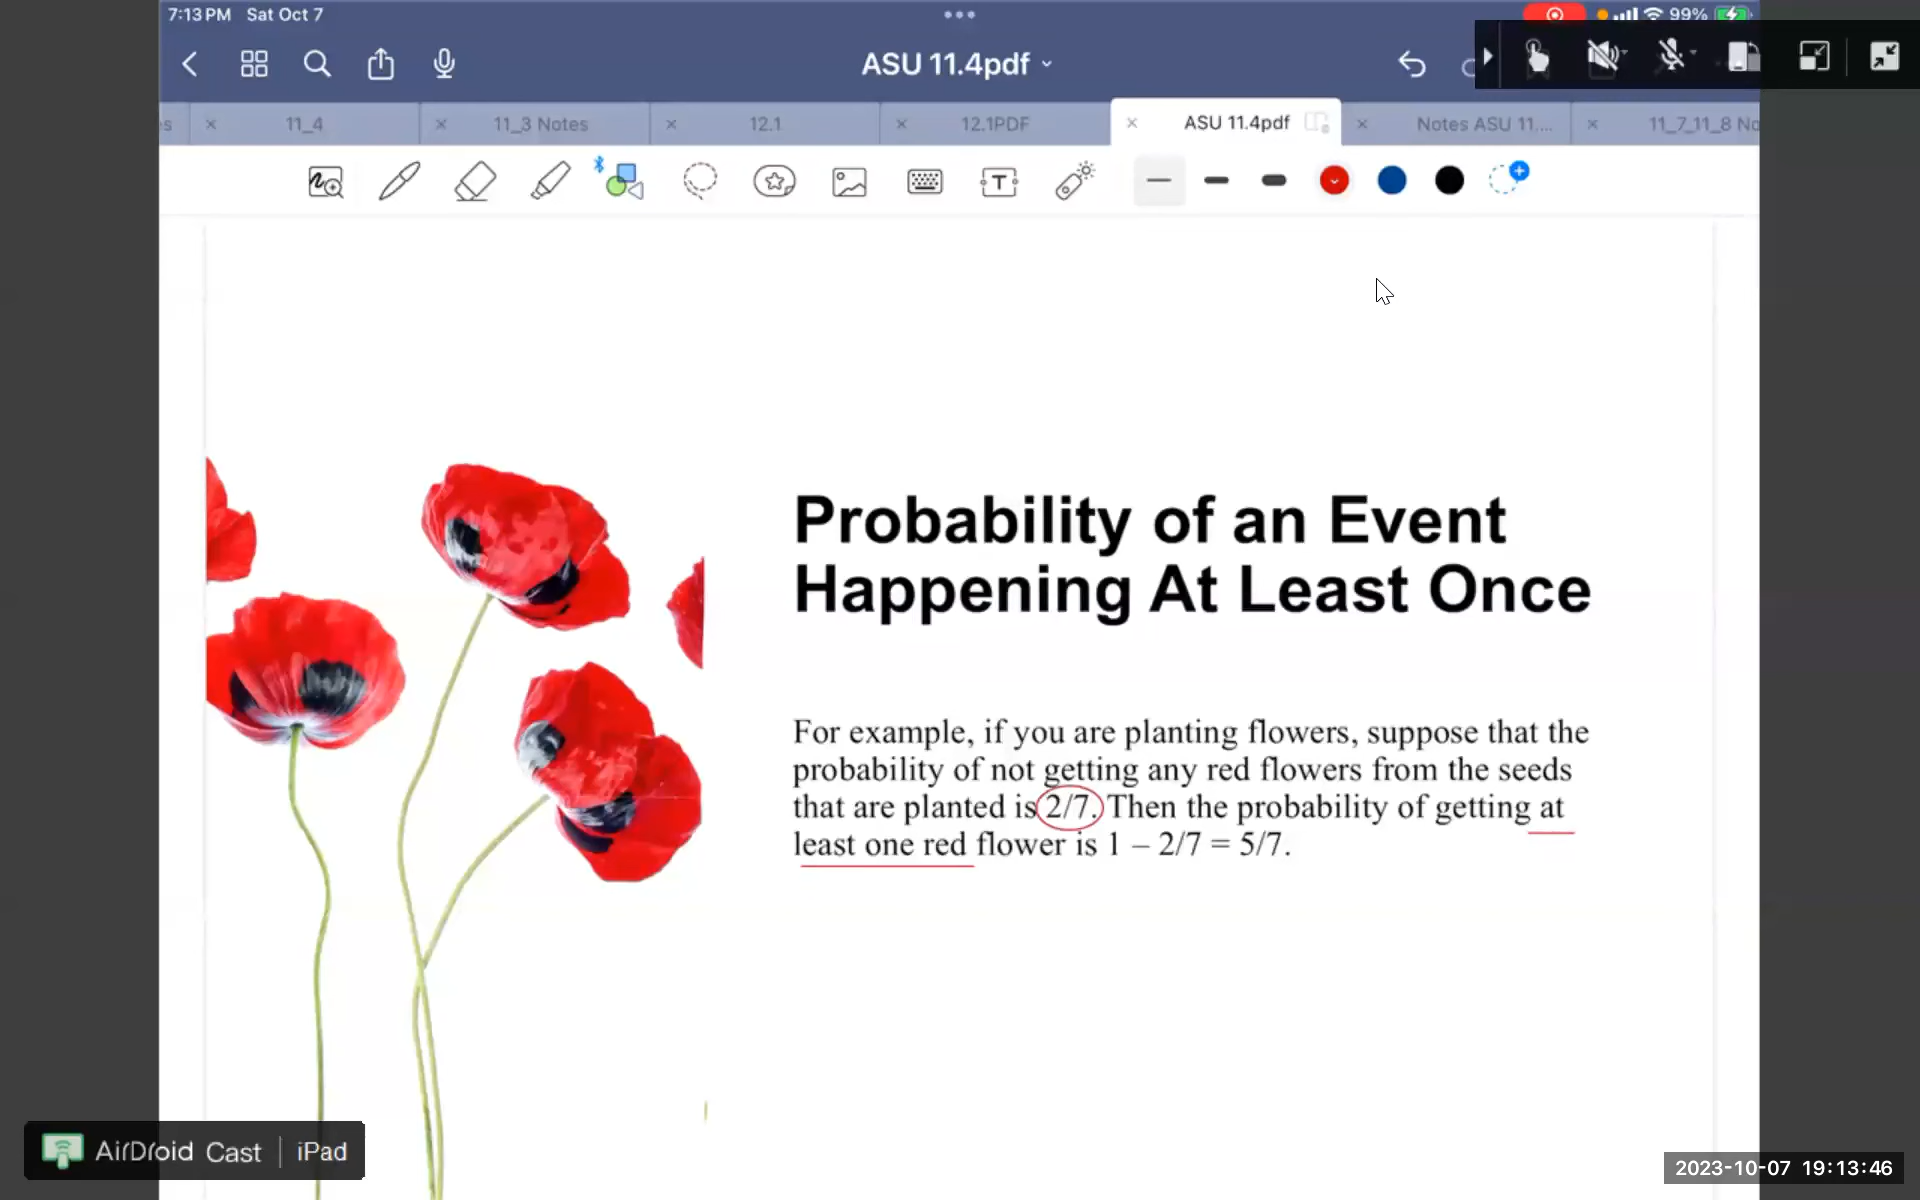 7:13 PM Sat Oct 7
99%
ASU 11.4pdf
s
11_4
11_3 Notes
12.1
12.1PDF
ASU 11.4pdf
Notes ASU 11....
11_7_11_8 No
T
Probability of an Event
Happening At Least Once
For example, if you are planting flowers, suppose that the
probability of not getting any red flowers from the seeds
that are planted is 2/7. Then the probability of getting at
least one red flower is 1 – 2/7 = 5/7.
AirDroid Cast | iPad
2023-10-07 19:13:46